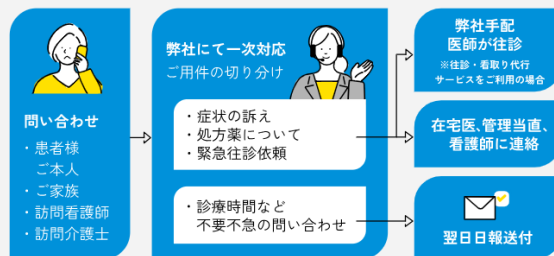 問い合わせ
・患者様
ご本人
・ご家族
・訪問看護師
・訪問介護士
弊社にて一次対応
ご用件の切り分け
・症状の訴え
・処方薬について
・緊急往診依頼
・診療時間など
不要不急の問い合わせ
弊社手配
医師が往診
※往診・看取り代行
サービスをご利用の場合
在宅医、管理当直、
看護師に連絡
翌日日報送付